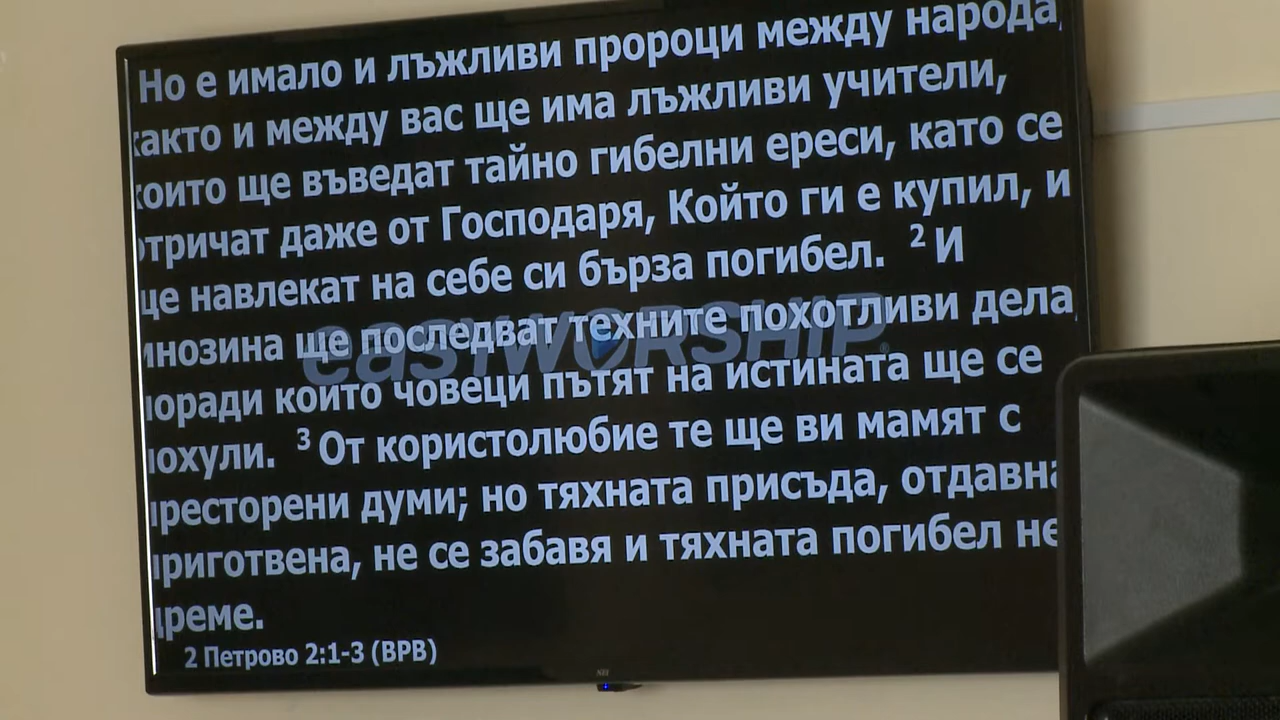 Но е имало и лъжливи пророци между народа,
както и между вас ще има лъжливи учители,
които ще въведат тайно гибелни ереси, като се
отричат даже от Господаря, Който ги е купил, и
ще навлекат на себе си бърза погибел. 2 И
мнозина ще последват техните похотливи дела,
поради които човеци пътят на истината ще се
похули. 3 От користолюбие те ще ви мамят с
престорени думи; но тяхната присъда, отдавна
приготвена, не се забавя и тяхната погибел не
дреме.
2 Петрово 2:1-3 (ВРВ)
easyWORSHIP®
NEI